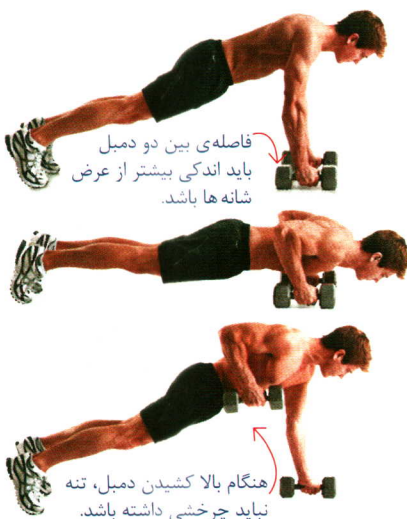 فاصله‌ی بین دو دمبل
باید اندکی بیشتر از عرض
شانه ها باشد.
هنگام بالا کشیدن دمبل، تنه
نباید چرخشی داشته باشد.